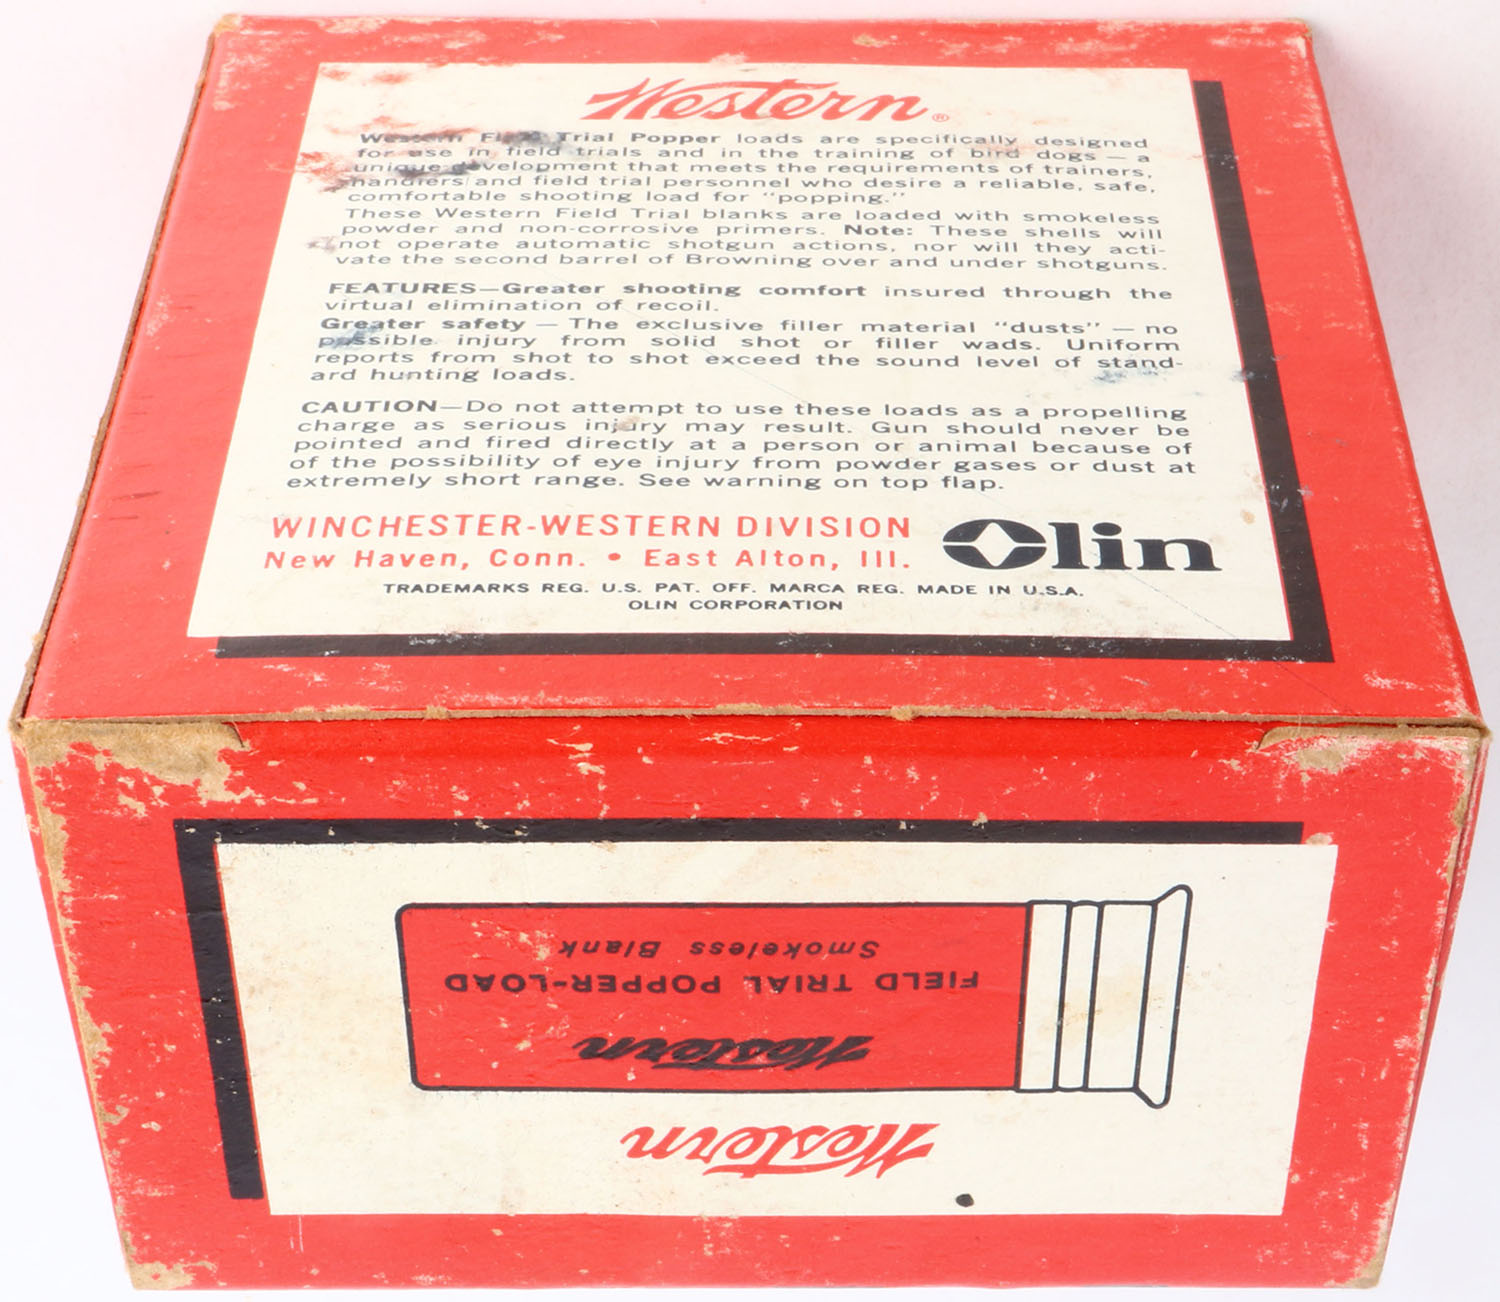 Western®
Western Field Trial Popper loads are specifically designed
for use in field trials and in the training of bird dogs — a
unique development that meets the requirements of trainers,
handlers and field trial personnel who desire a reliable, safe,
comfortable shooting load for "popping."
These Western Field Trial blanks are loaded with smokeless
powder and non-corrosive primers. Note: These shells will
not operate automatic shotgun actions, nor will they acti-
vate the second barrel of Browning over and under shotguns.
FEATURES—Greater shooting comfort insured through the
virtual elimination of recoil.
Greater safety — The exclusive filler material "dusts" — no
possible injury from solid shot or filler wads. Uniform
reports from shot to shot exceed the sound level of stand-
ard hunting loads.
CAUTION—Do not attempt to use these loads as a propelling
charge as serious injury may result. Gun should never be
pointed and fired directly at a person or animal because of
of the possibility of eye injury from powder gases or dust at
extremely short range. See warning on top flap.
WINCHESTER-WESTERN DIVISION
New Haven, Conn. • East Alton, Ill.
Olin
TRADEMARKS REG. U.S. PAT. OFF. MARCA REG. MADE IN U.S.A.
OLIN CORPORATION
Western
Western
FIELD TRIAL POPPER-LOAD
Smokeless Blank